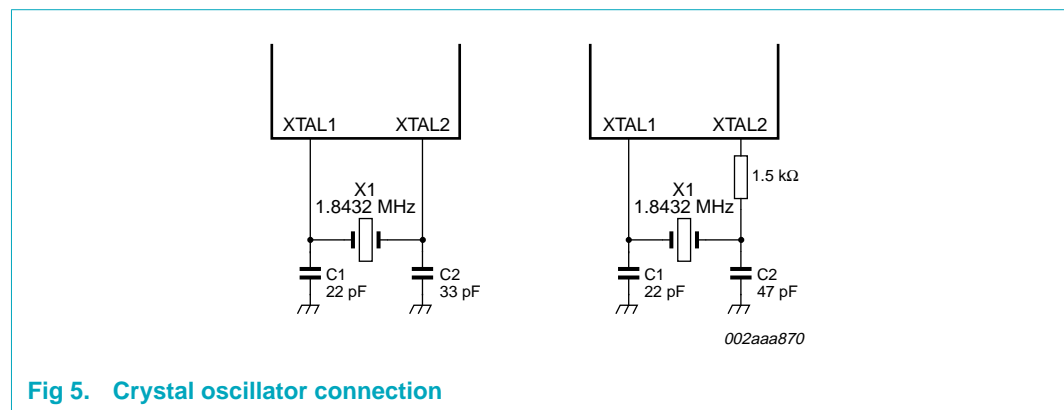 XTAL1 XTAL2
X1
1.8432 MHz
C1
22 pF
C2
33 pF
XTAL1 XTAL2
1.5 kΩ
X1
1.8432 MHz
C1
22 pF
C2
47 pF
002aaa870
Fig 5. Crystal oscillator connection